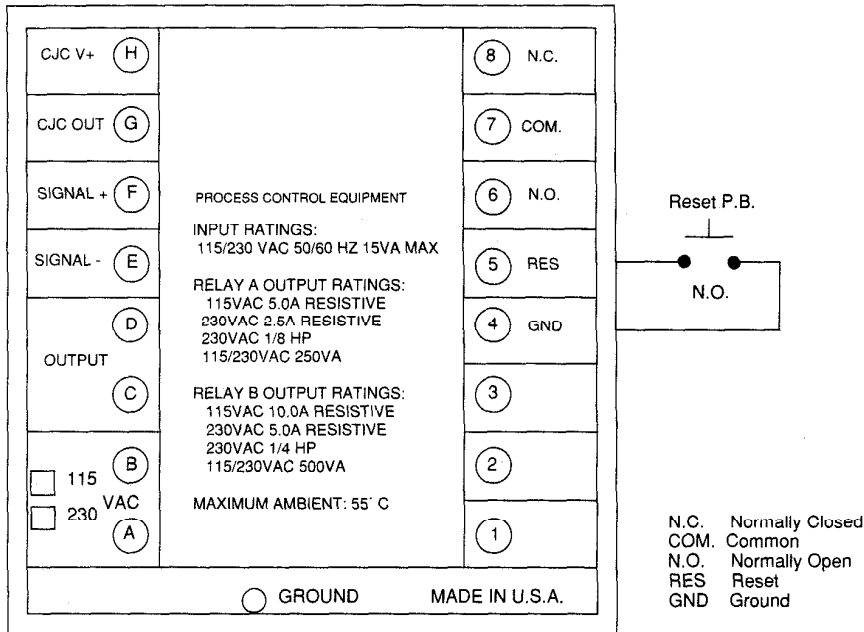 CJC V+ H
CJC OUT G
SIGNAL + F
SIGNAL - E
D
OUTPUT
C
B
115
VAC
230
A
PROCESS CONTROL EQUIPMENT
INPUT RATINGS:
115/230 VAC 50/60 HZ 15VA MAX
RELAY A OUTPUT RATINGS:
115VAC 5.0A RESISTIVE
230VAC 2.5A RESISTIVE
230VAC 1/8 HP
115/230VAC 250VA
RELAY B OUTPUT RATINGS:
115VAC 10.0A RESISTIVE
230VAC 5.0A RESISTIVE
230VAC 1/4 HP
115/230VAC 500VA
MAXIMUM AMBIENT: 55° C
8 N.C.
7 COM.
6 N.O.
5 RES
4 GND
3
2
1
GROUND MADE IN U.S.A.
Reset P.B.
N.O.
N.C. Normally Closed
COM. Common
N.O. Normally Open
RES Reset
GND Ground